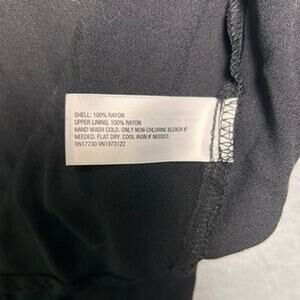 SHELL: 100% RAYON
UPPER LINING: 100% RAYON
HAND WASH COLD. ONLY NON-CHLORINE BLEACH IF
NEEDED. FLAT DRY. COOL IRON IF NEEDED.
RN17730 VN1973122